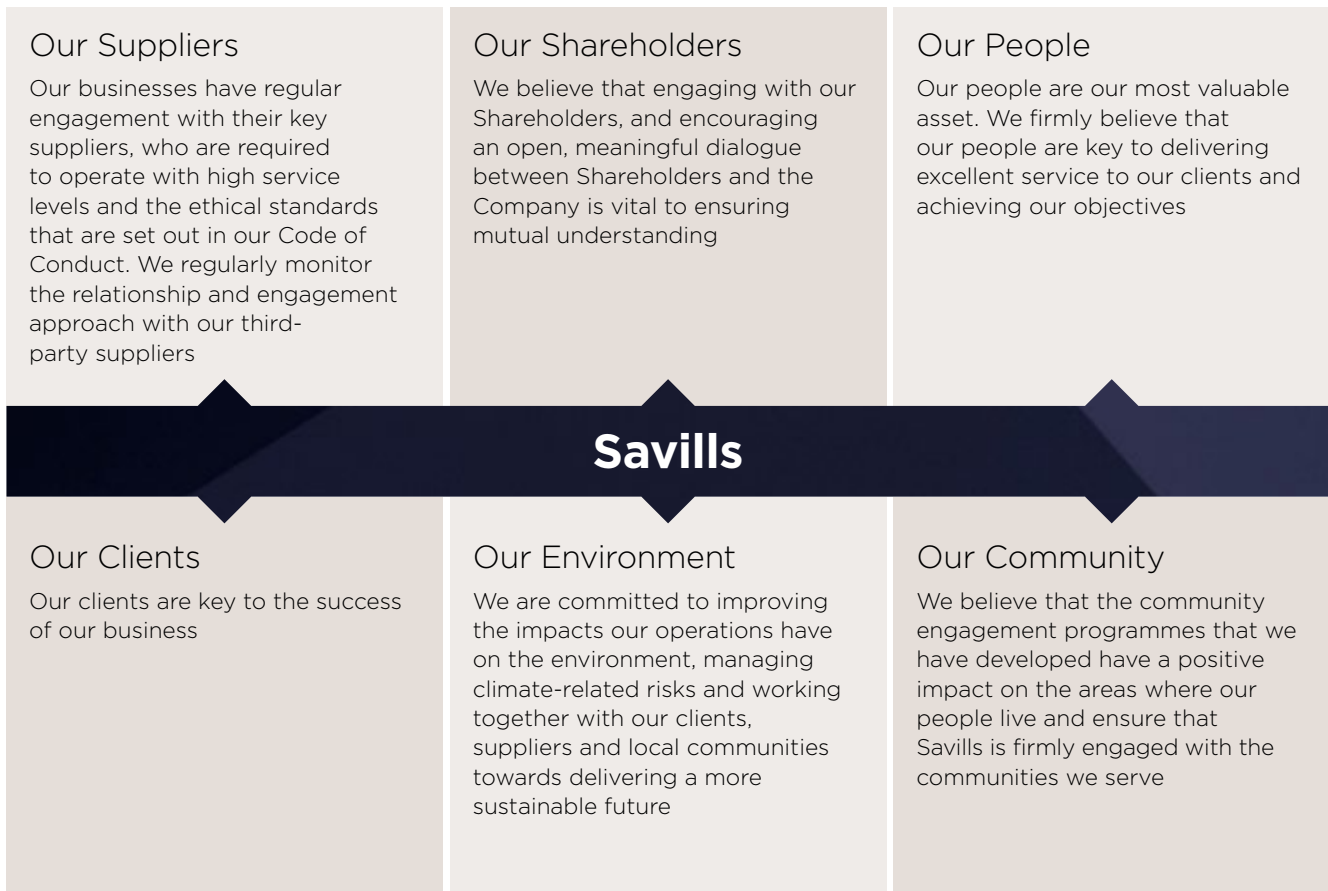 Our Suppliers
Our businesses have regular
engagement with their key
suppliers, who are required
to operate with high service
levels and the ethical standards
that are set out in our Code of
Conduct. We regularly monitor
the relationship and engagement
approach with our third-
party suppliers
Our Shareholders
We believe that engaging with our
Shareholders, and encouraging
an open, meaningful dialogue
between Shareholders and the
Company is vital to ensuring
mutual understanding
Our People
Our people are our most valuable
asset. We firmly believe that
our people are key to delivering
excellent service to our clients and
achieving our objectives
Savills
Our Clients
Our clients are key to the success
of our business
Our Environment
We are committed to improving
the impacts our operations have
on the environment, managing
climate-related risks and working
together with our clients,
suppliers and local communities
towards delivering a more
sustainable future
Our Community
We believe that the community
engagement programmes that we
have developed have a positive
impact on the areas where our
people live and ensure that
Savills is firmly engaged with the
communities we serve